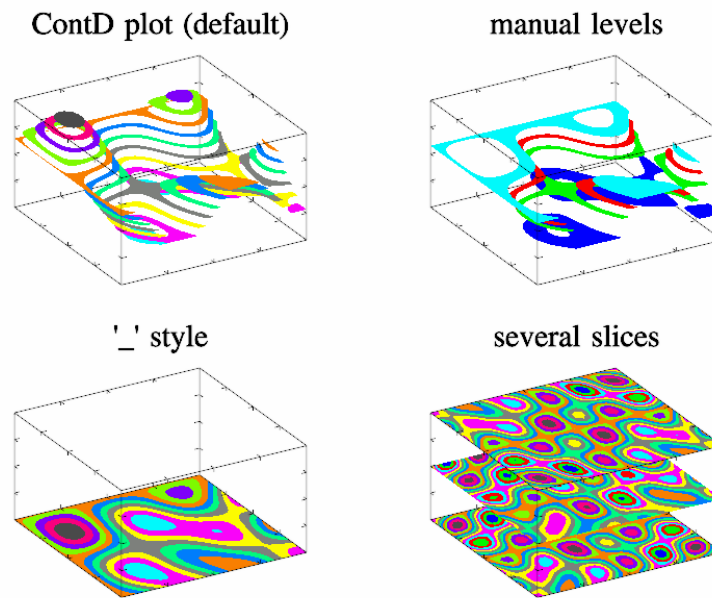 ContD plot (default)
manual levels
'_' style
several slices